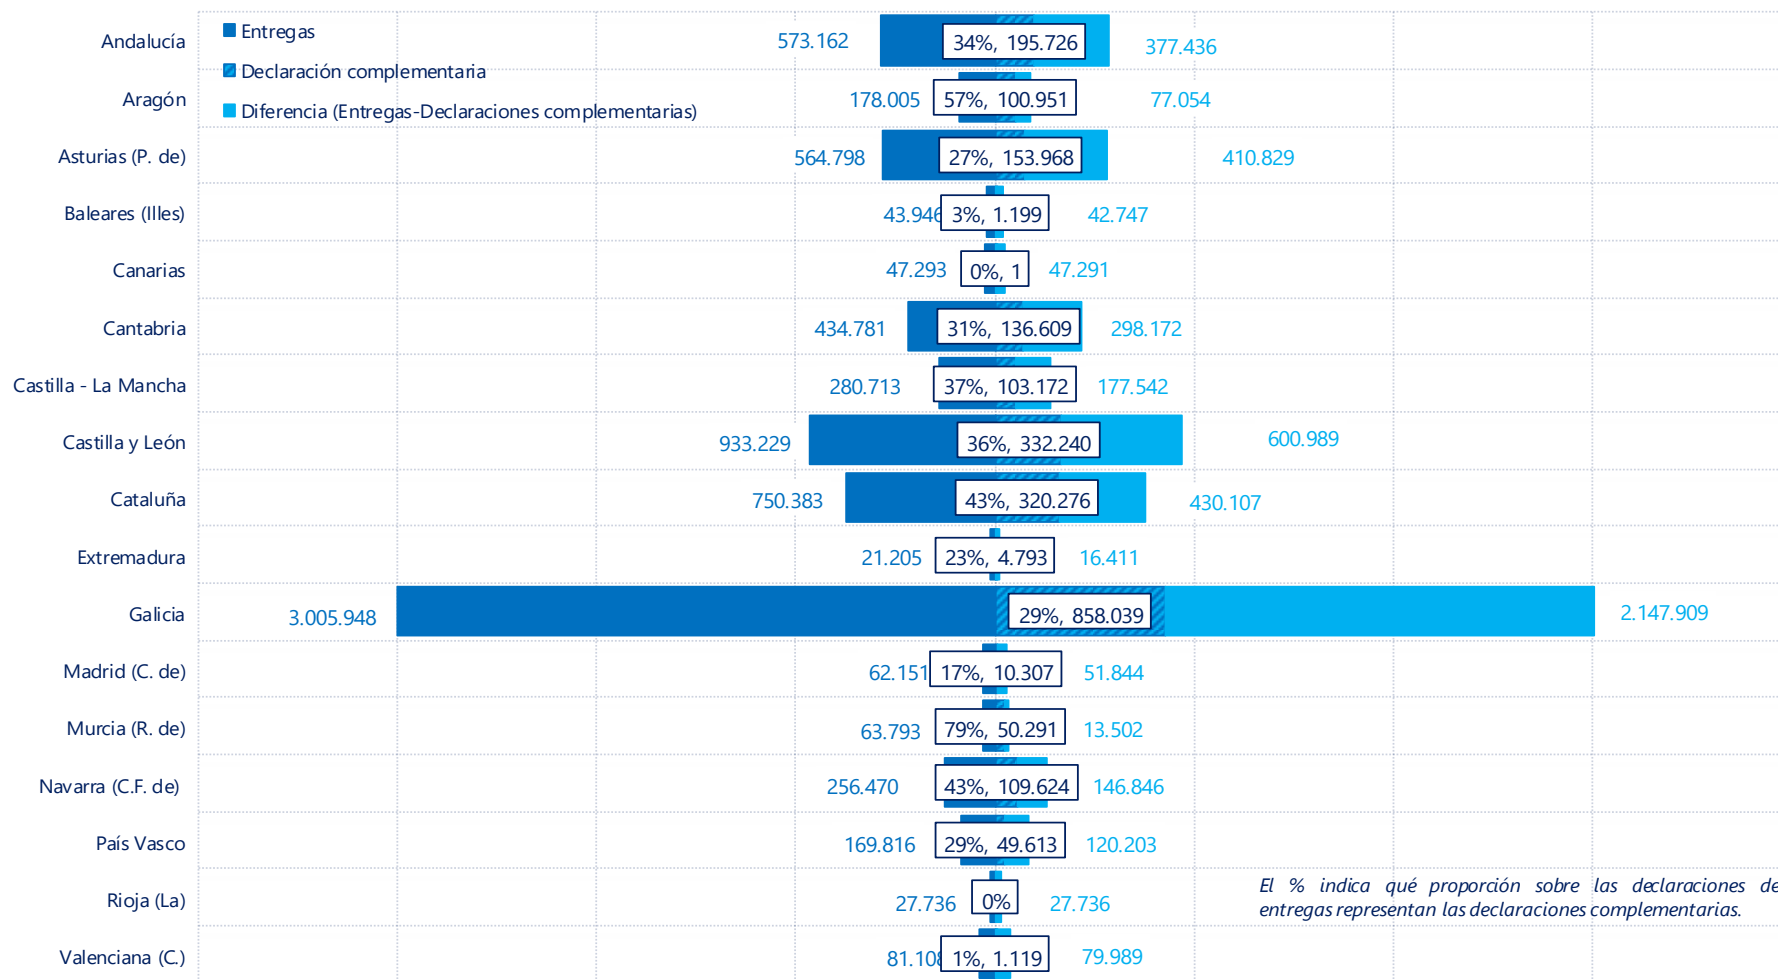 Entregas
Declaración complementaria
Diferencia (Entregas-Declaraciones complementarias)
Andalucía 573.162 34%, 195.726 377.436
Aragón 178.005 57%, 100.951 77.054
Asturias (P. de) 564.798 27%, 153.968 410.829
Baleares (Illes) 43.946 3%, 1.199 42.747
Canarias 47.293 0%, 1 47.291
Cantabria 434.781 31%, 136.609 298.172
Castilla - La Mancha 280.713 37%, 103.172 177.542
Castilla y León 933.229 36%, 332.240 600.989
Cataluña 750.383 43%, 320.276 430.107
Extremadura 21.205 23%, 4.793 16.411
Galicia 3.005.948 29%, 858.039 2.147.909
Madrid (C. de) 62.151 17%, 10.307 51.844
Murcia (R. de) 63.793 79%, 50.291 13.502
Navarra (C.F. de) 256.470 43%, 109.624 146.846
País Vasco 169.816 29%, 49.613 120.203
Rioja (La) 27.736 0% 27.736
Valenciana (C.) 81.108 1%, 1.119 79.989
El % indica qué proporción sobre las declaraciones de
entregas representan las declaraciones complementarias.